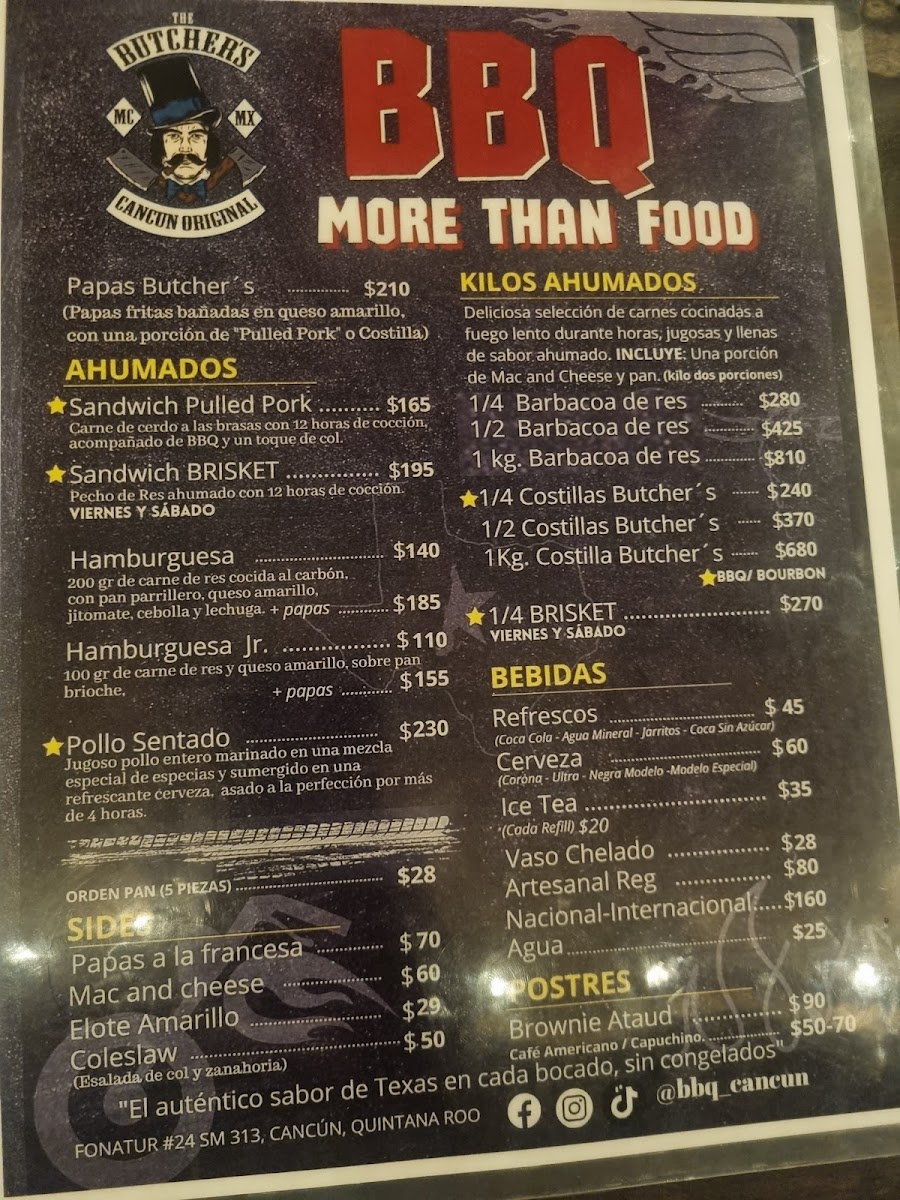 THE
BUTCHERS
MC MX
CANCUN ORIGINAL
BBQ
MORE THAN FOOD
Papas Butcher´s .............. $210
(Papas fritas bañadas en queso amarillo,
con una porción de "Pulled Pork" o Costilla)
AHUMADOS
Sandwich Pulled Pork .......... $165
Carne de cerdo a las brasas con 12 horas de cocción,
acompañado de BBQ y un toque de col.
Sandwich BRISKET ............... $195
Pecho de Res ahumado con 12 horas de cocción.
VIERNES Y SÁBADO
Hamburguesa .............................. $140
200 gr de carne de res cocida al carbón,
con pan parrillero, queso amarillo,
jitomate, cebolla y lechuga. + papas ............ $185
Hamburguesa Jr. ................. $110
100 gr de carne de res y queso amarillo, sobre pan
brioche, + papas ............ $155
Pollo Sentado .............................. $230
Jugoso pollo entero marinado en una mezcla
especial de especias y sumergido en una
refrescante cerveza, asado a la perfección por más
de 4 horas.
ORDEN PAN (5 PIEZAS) .............................. $28
SIDES
Papas a la francesa .............. $70
Mac and cheese .................. $60
Elote Amarillo ...................... $29
Coleslaw .............................. $50
(Esalada de col y zanahoria)
KILOS AHUMADOS
Deliciosa selección de carnes cocinadas a
fuego lento durante horas, jugosas y llenas
de sabor ahumado. INCLUYE: Una porción
de Mac and Cheese y pan. (kilo dos porciones)
1/4 Barbacoa de res .......... $280
1/2 Barbacoa de res ............ $425
1 kg. Barbacoa de res ............ $810
1/4 Costillas Butcher´s ...... $240
1/2 Costillas Butcher´s ...... $370
1Kg. Costilla Butcher´s ...... $680
BBQ/ BOURBON
1/4 BRISKET ........................ $270
VIERNES Y SÁBADO
BEBIDAS
Refrescos .............................. $ 45
(Coca Cola - Agua Mineral - Jarritos - Coca Sin Azúcar)
Cerveza .............................. $60
(Corona - Ultra - Negra Modelo -Modelo Especial)
Ice Tea .............................. $35
(Cada Refill) $20
Vaso Chelado .................. $28
Artesanal Reg ................ $80
Nacional-Internacional..... $160
Agua .............................. $25
POSTRES
Brownie Ataud .................. $90
Café Americano / Capuchino. .............. $50-70
"El auténtico sabor de Texas en cada bocado, sin congelados"
@bbq_cancun
FONATUR #24 SM 313, CANCÚN, QUINTANA ROO